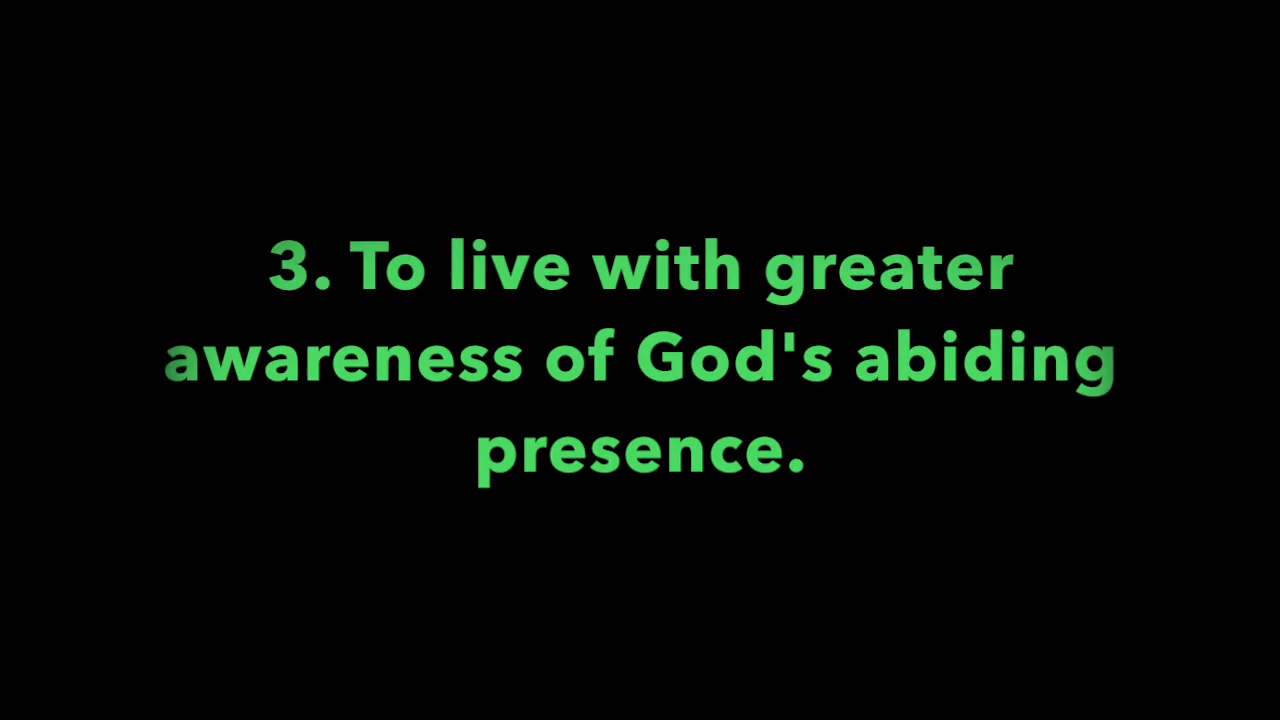 3. To live with greater
awareness of God's abiding
presence.